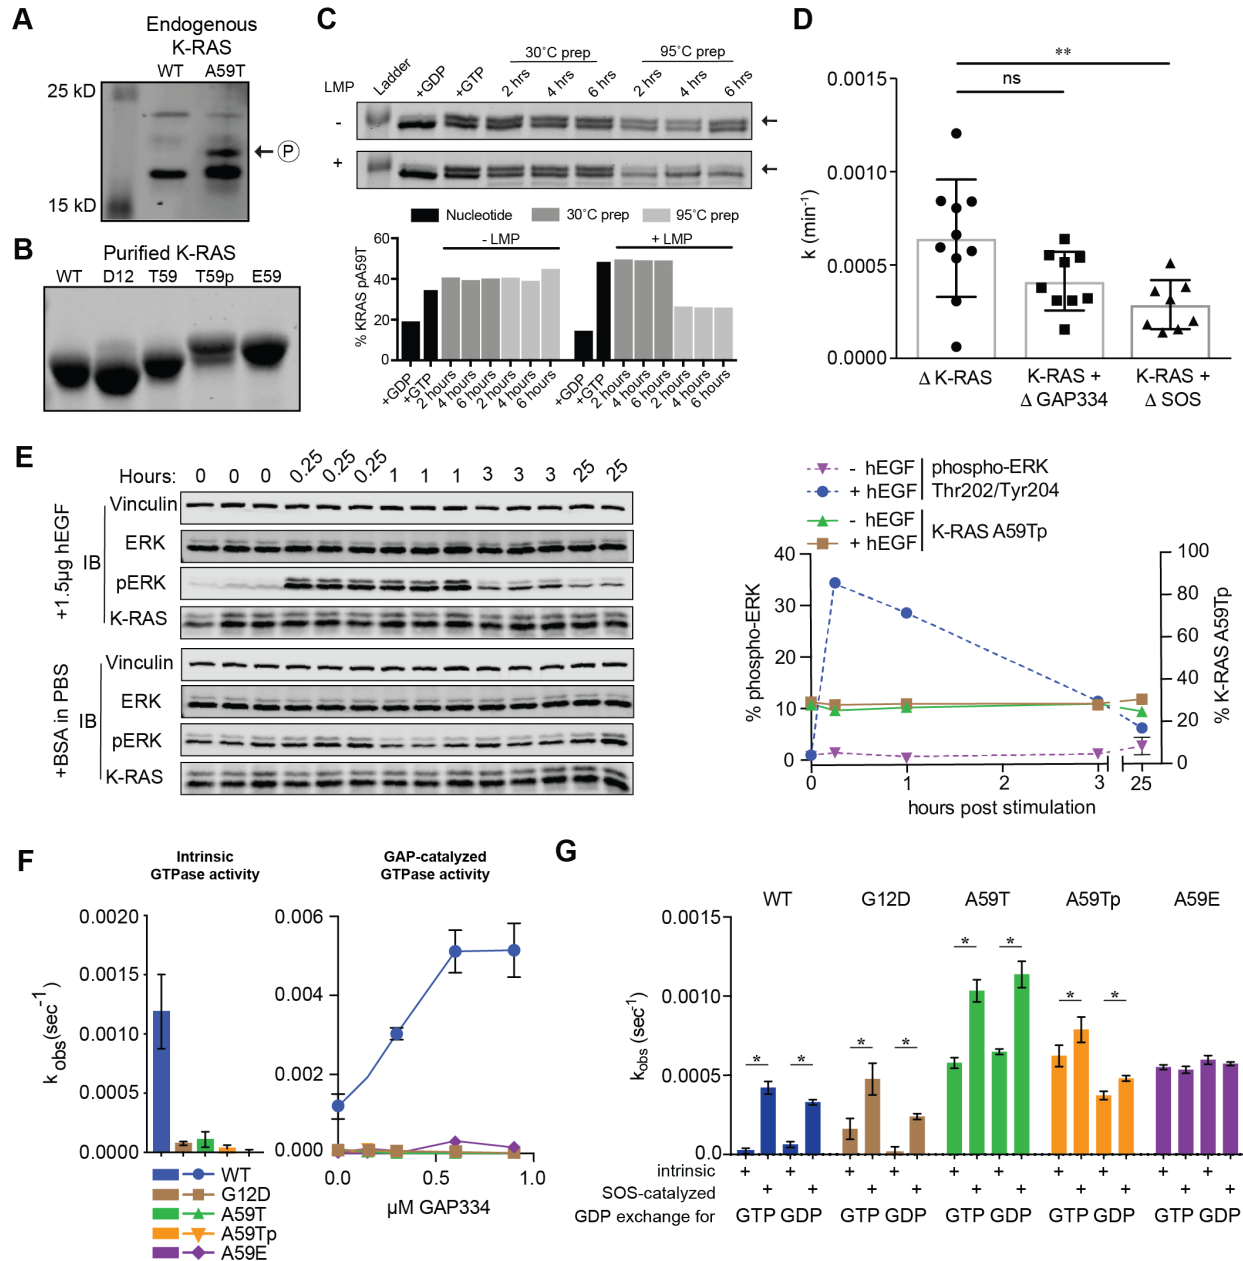 A
Endogenous
K-RAS
WT A59T
25 kD
P
15 kD
B
Purified K-RAS
WT D12 T59 T59p E59
C
30˚C prep 95˚C prep
LMP Ladder +GDP +GTP 2 hrs 4 hrs 6 hrs 2 hrs 4 hrs 6 hrs
-
+
Nucleotide 30˚C prep 95˚C prep
- LMP + LMP
% KRAS pA59T
60
40
20
0
+GDP +GTP 2 hours 4 hours 6 hours 2 hours 4 hours 6 hours +GDP +GTP 2 hours 4 hours 6 hours 2 hours 4 hours 6 hours
D
**
ns
k (min-1)
0.0015
0.0010
0.0005
0.0000
Δ K-RAS K-RAS + K-RAS +
Δ GAP334 Δ SOS
E
Hours: 0 0 0 0.25 0.25 0.25 1 1 1 3 3 3 25 25
+1.5µg hEGF
IB
Vinculin
ERK
pERK
K-RAS
+BSA in PBS
IB
Vinculin
ERK
pERK
K-RAS
- hEGF phospho-ERK
+ hEGF Thr202/Tyr204
- hEGF K-RAS A59Tp
+ hEGF
% phospho-ERK
40
30
20
10
0
% K-RAS A59Tp
100
80
60
40
20
0
0 1 2 3 25
hours post stimulation
F
Intrinsic
GTPase activity
GAP-catalyzed
GTPase activity
k obs (sec-1)
0.0020
0.0015
0.0010
0.0005
0.0000
0.006
0.004
0.002
0.000
0.0 0.5 1.0
µM GAP334
WT
G12D
A59T
A59Tp
A59E
G
WT G12D A59T A59Tp A59E
kobs (sec-1)
0.0015
0.0010
0.0005
0.0
* * * * * * * *
intrinsic + + + + + + + + + +
SOS-catalyzed + + + + + + + + + +
GDP exchange for GTP GDP GTP GDP GTP GDP GTP GDP GTP GDP